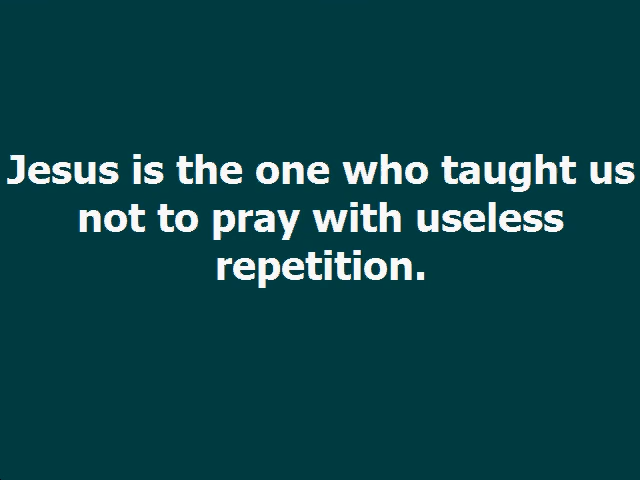 Jesus is the one who taught us
not to pray with useless
repetition.